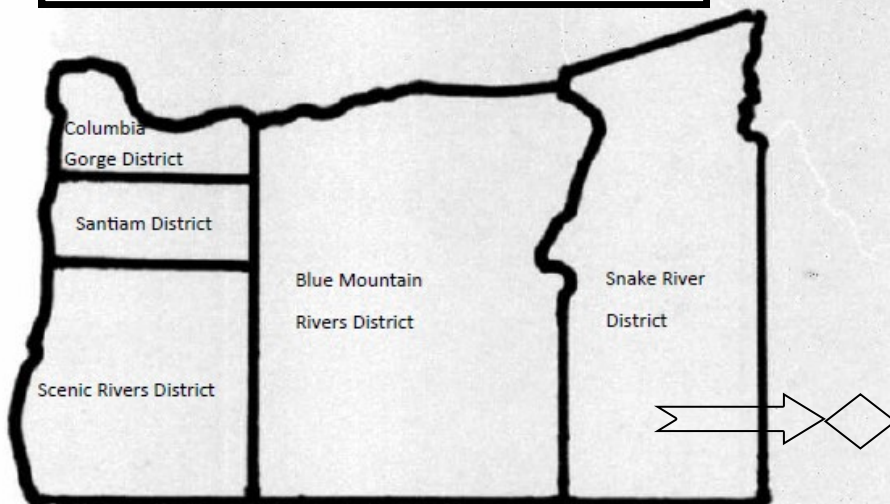 Columbia
Gorge District
Santiam District
Scenic Rivers District
Blue Mountain
Rivers District
Snake River
District